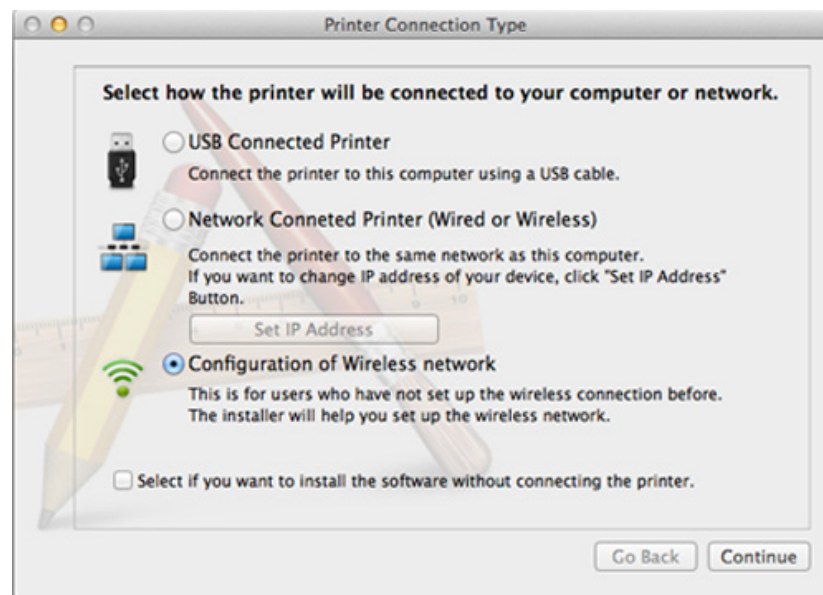 Printer Connection Type
Select how the printer will be connected to your computer or network.
USB Connected Printer
Connect the printer to this computer using a USB cable.
Network Conneted Printer (Wired or Wireless)
Connect the printer to the same network as this computer.
If you want to change IP address of your device, click "Set IP Address"
Button.
Set IP Address
Configuration of Wireless network
This is for users who have not set up the wireless connection before.
The installer will help you set up the wireless network.
Select if you want to install the software without connecting the printer.
Go Back Continue